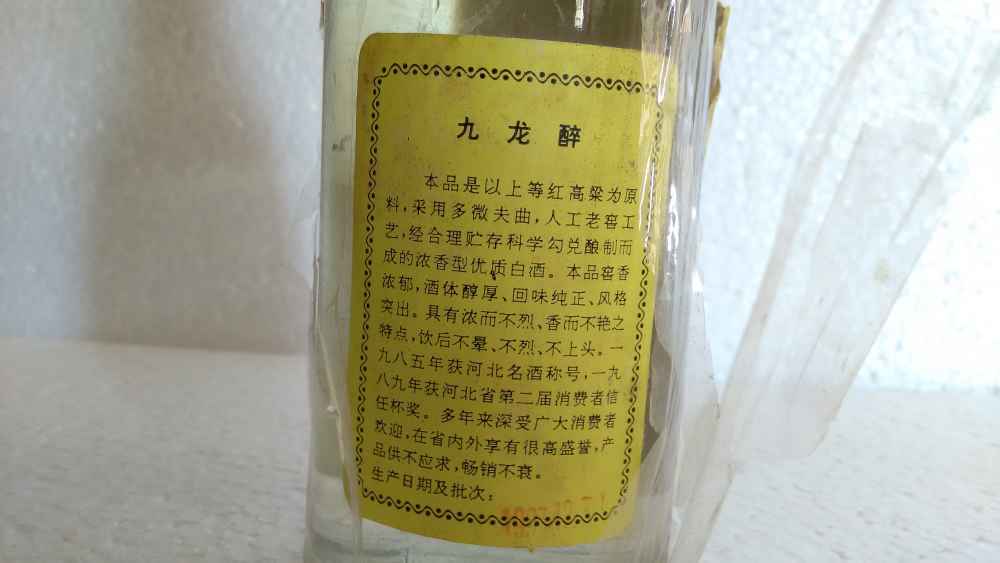 九龙醉
本品是以上等红高粱为原
料,采用多微夫曲,人工老窖工
艺,经合理贮存科学勾兑酿制而
成的浓香型优质白酒。本品窖香
浓郁,酒体醇厚、回味纯正、风格
突出。具有浓而不烈、香而不艳之
特点,饮后不晕、不烈、不上头。一
九八五年获河北名酒称号,一九
八九年获河北省第二届消费者信
任杯奖。多年来深受广大消费者
欢迎,在省内外享有很高盛誉,产
品供不应求,畅销不衰。
生产日期及批次: